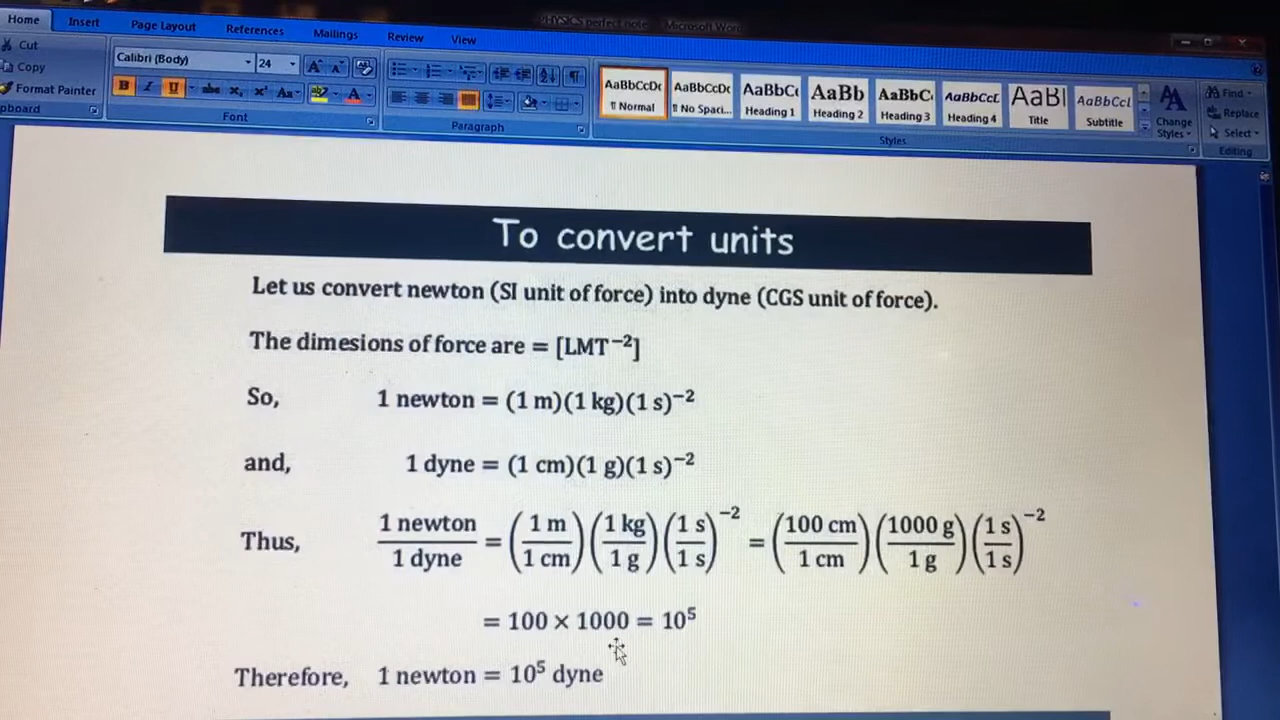 PHYSICS perfect note - Microsoft Word
Home Insert Page Layout References Mailings Review View
Cut
Copy
Format Painter
pboard
Calibri (Body) 24
Font
Paragraph
AaBbCcDc AaBbCcDc AaBbC AaBb AaBbC AaBbCcL AaBl AaBbCcl
¶ Normal ¶ No Spaci... Heading 1 Heading 2 Heading 3 Heading 4 Title Subtitle
Change Styles
Styles
Find
Replace
Select
Editing
To convert units
Let us convert newton (SI unit of force) into dyne (CGS unit of force).
The dimesions of force are = [LMT⁻²]
So, 1 newton = (1 m)(1 kg)(1 s)⁻²
and, 1 dyne = (1 cm)(1 g)(1 s)⁻²
Thus, 1 newton / 1 dyne = (1 m / 1 cm)(1 kg / 1 g)(1 s / 1 s)⁻² = (100 cm / 1 cm)(1000 g / 1 g)(1 s / 1 s)⁻²
= 100 × 1000 = 10⁵
Therefore, 1 newton = 10⁵ dyne